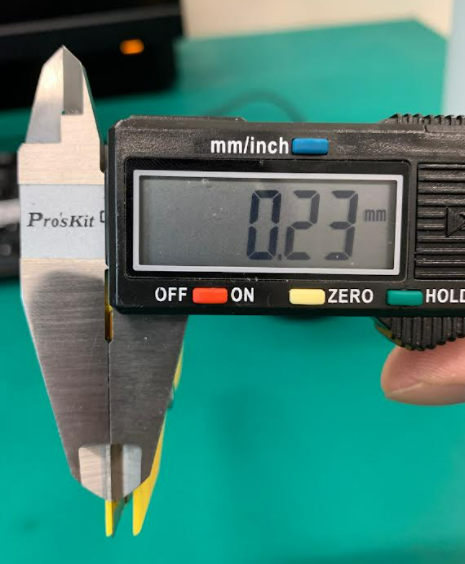 mm/inch
0.23 mm
Pro'sKit
OFF ON ZERO HOLD